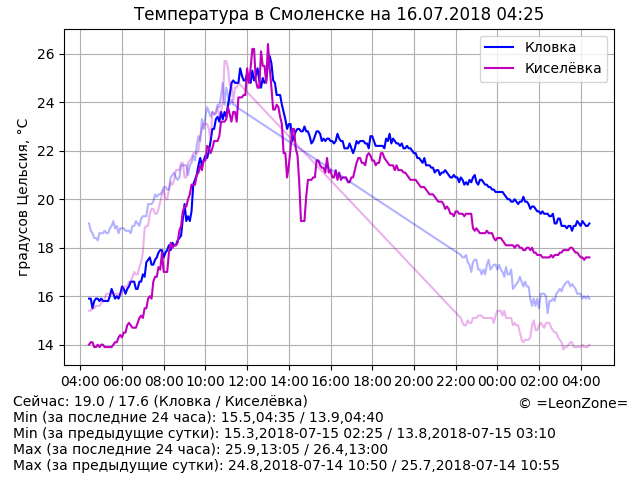 Температура в Смоленске на 16.07.2018 04:25
градусов Цельсия, °C
26
24
22
20
18
16
14
Кловка
Киселёвка
04:00 06:00 08:00 10:00 12:00 14:00 16:00 18:00 20:00 22:00 00:00 02:00 04:00
Сейчас: 19.0 / 17.6 (Кловка / Киселёвка)
© =LeonZone=
Min (за последние 24 часа): 15.5,04:35 / 13.9,04:40
Min (за предыдущие сутки): 15.3,2018-07-15 02:25 / 13.8,2018-07-15 03:10
Max (за последние 24 часа): 25.9,13:05 / 26.4,13:00
Max (за предыдущие сутки): 24.8,2018-07-14 10:50 / 25.7,2018-07-14 10:55